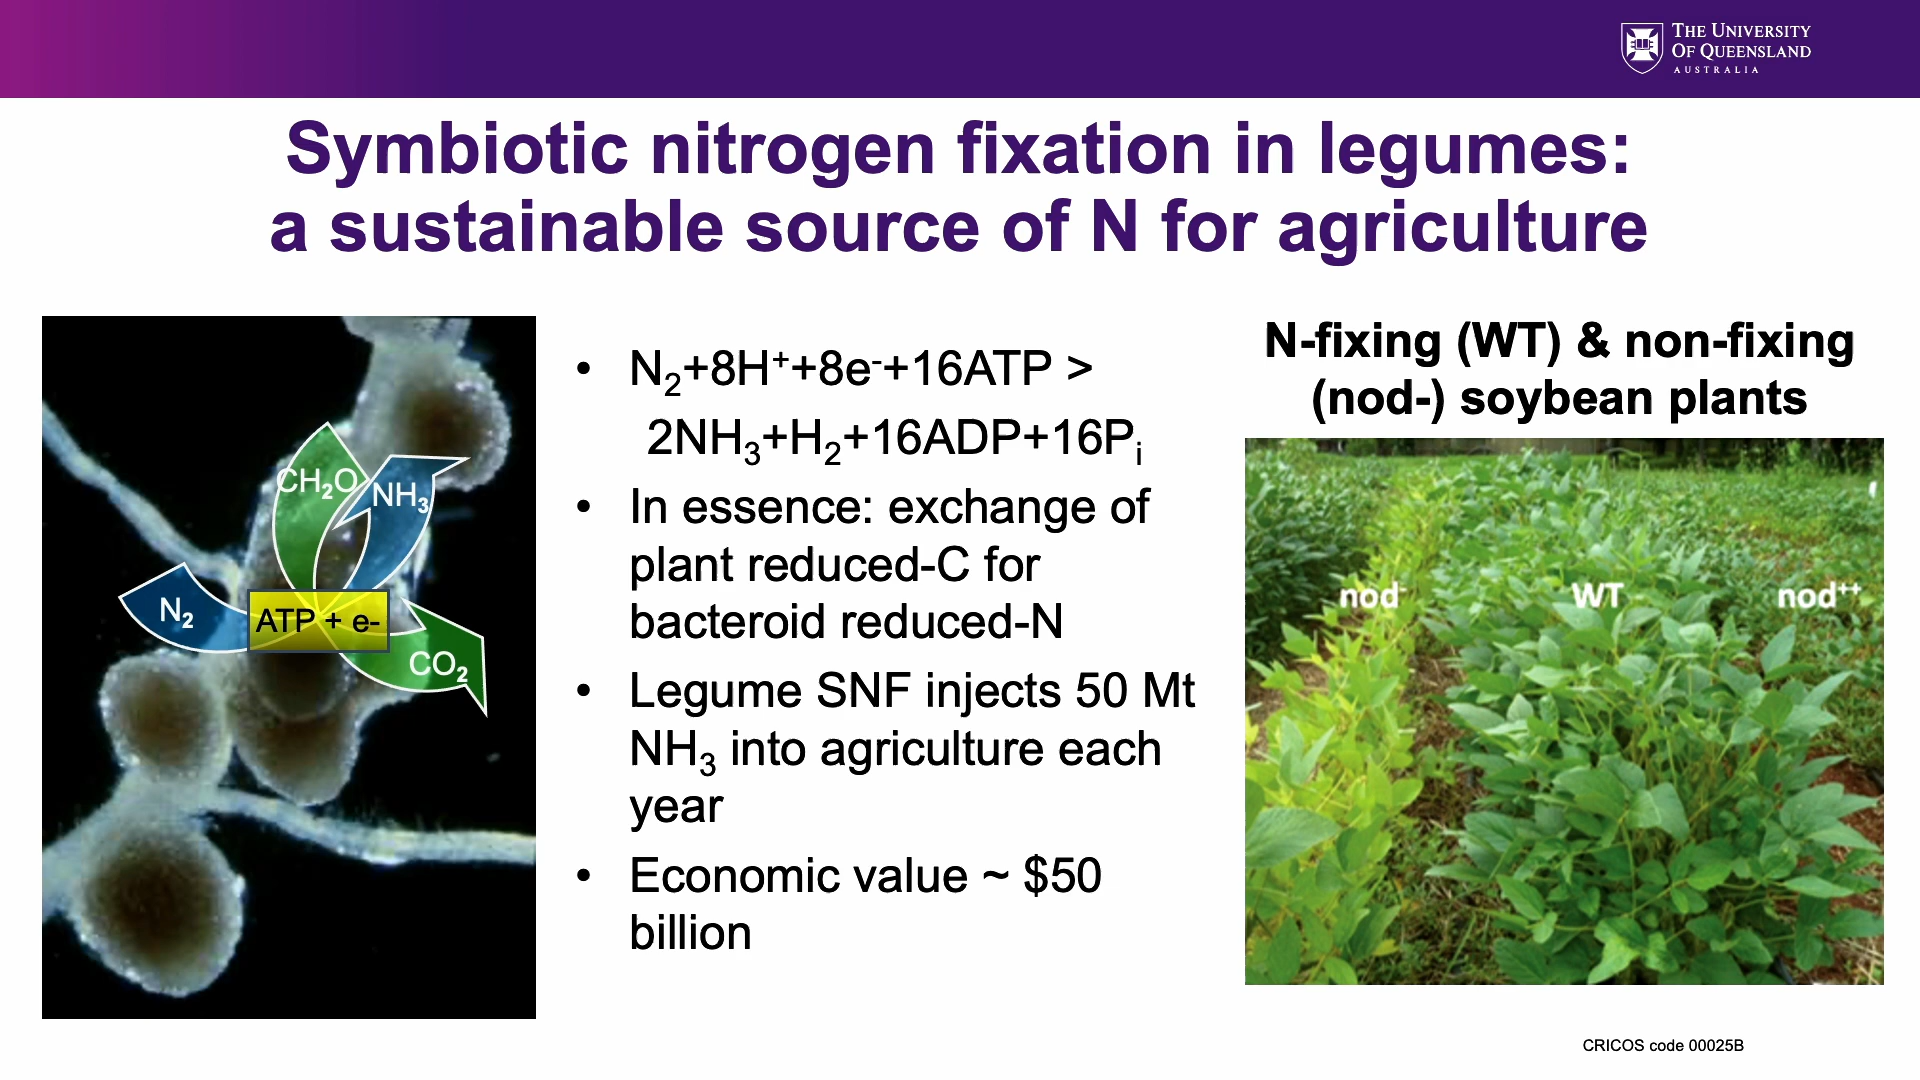 THE UNIVERSITY
OF QUEENSLAND
AUSTRALIA
Symbiotic nitrogen fixation in legumes:
a sustainable source of N for agriculture
CH₂O
NH₃
N₂
ATP + e-
CO₂
• N₂+8H⁺+8e⁻+16ATP >
2NH₃+H₂+16ADP+16Pᵢ
• In essence: exchange of
plant reduced-C for
bacteroid reduced-N
• Legume SNF injects 50 Mt
NH₃ into agriculture each
year
• Economic value ~ $50
billion
N-fixing (WT) & non-fixing
(nod-) soybean plants
nod⁻ WT nod⁺⁺
CRICOS code 00025B